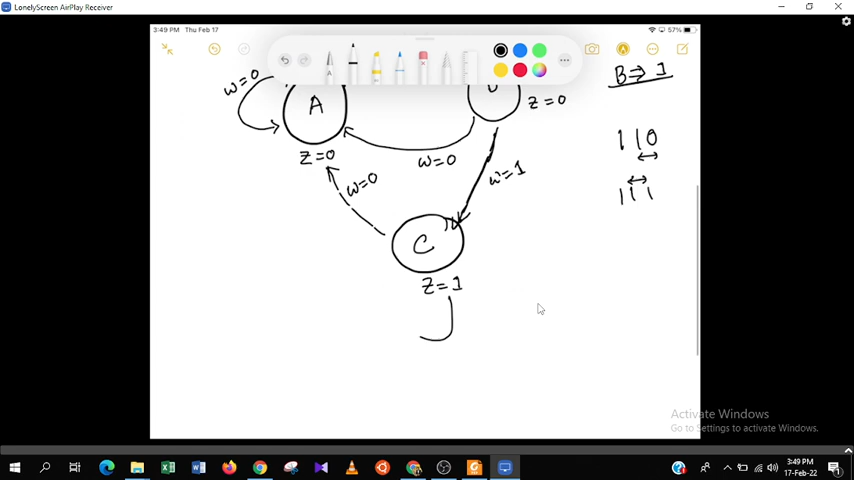 LonelyScreen AirPlay Receiver
3:49 PM Thu Feb 17
57%
A
w=0
B ⇒ 1
A
Z=0
Z=0
w=0
w=1
w=0
110
111
C
Z=1
Activate Windows
Go to Settings to activate Windows.
3:49 PM
17-Feb-22